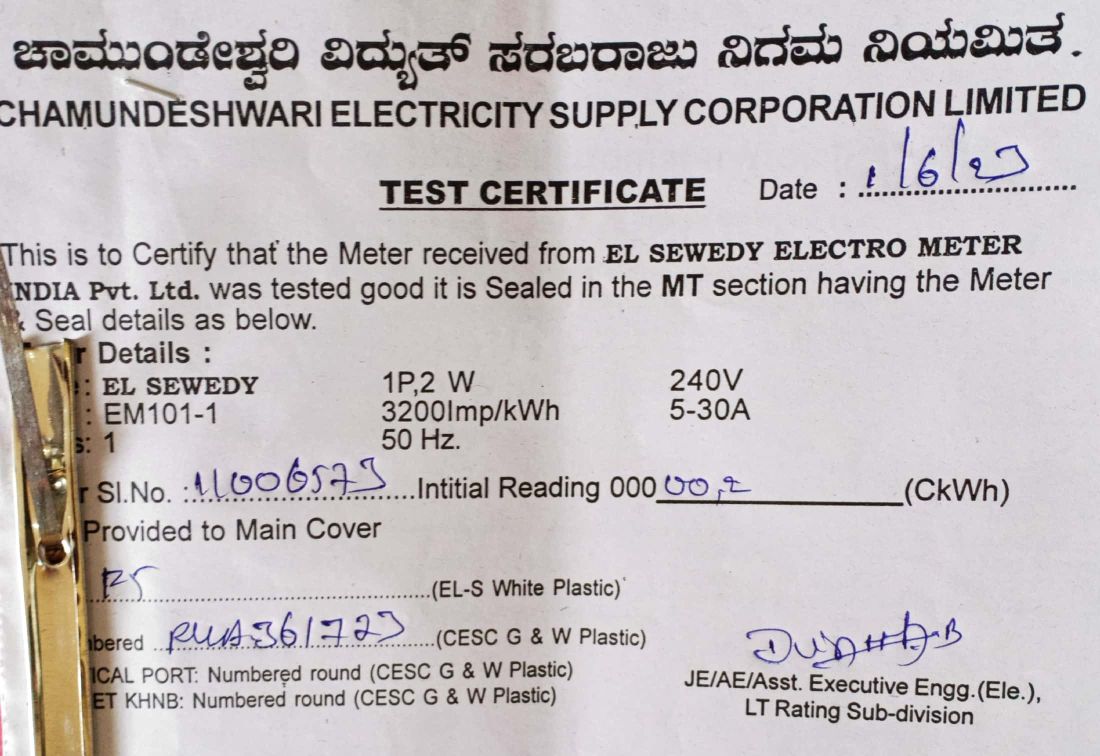 ಚಾಮುಂಡೇಶ್ವರಿ ವಿದ್ಯುತ್ ಸರಬರಾಜು ನಿಗಮ ನಿಯಮಿತ.
CHAMUNDESHWARI ELECTRICITY SUPPLY CORPORATION LIMITED
TEST CERTIFICATE Date : 1/6/23
This is to Certify that the Meter received from EL SEWEDY ELECTRO METER
INDIA Pvt. Ltd. was tested good it is Sealed in the MT section having the Meter
& Seal details as below.
Details :
: EL SEWEDY 1P,2 W 240V
: EM101-1 3200Imp/kWh 5-30A
: 1 50 Hz.
Sl.No. : 11006573 Intitial Reading 000 00,2 (CkWh)
Provided to Main Cover
(EL-S White Plastic)
(CESC G & W Plastic)
PORT: Numbered round (CESC G & W Plastic)
KHNB: Numbered round (CESC G & W Plastic)
JE/AE/Asst. Executive Engg.(Ele.),
LT Rating Sub-division